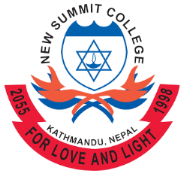 NEW SUMMIT COLLEGE
KATHMANDU, NEPAL
2055
1998
FOR LOVE AND LIGHT